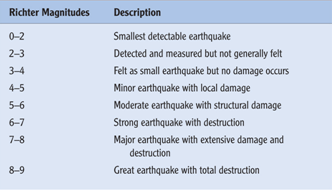 Richter Magnitudes Description
0–2 Smallest detectable earthquake
2–3 Detected and measured but not generally felt
3–4 Felt as small earthquake but no damage occurs
4–5 Minor earthquake with local damage
5–6 Moderate earthquake with structural damage
6–7 Strong earthquake with destruction
7–8 Major earthquake with extensive damage and
destruction
8–9 Great earthquake with total destruction